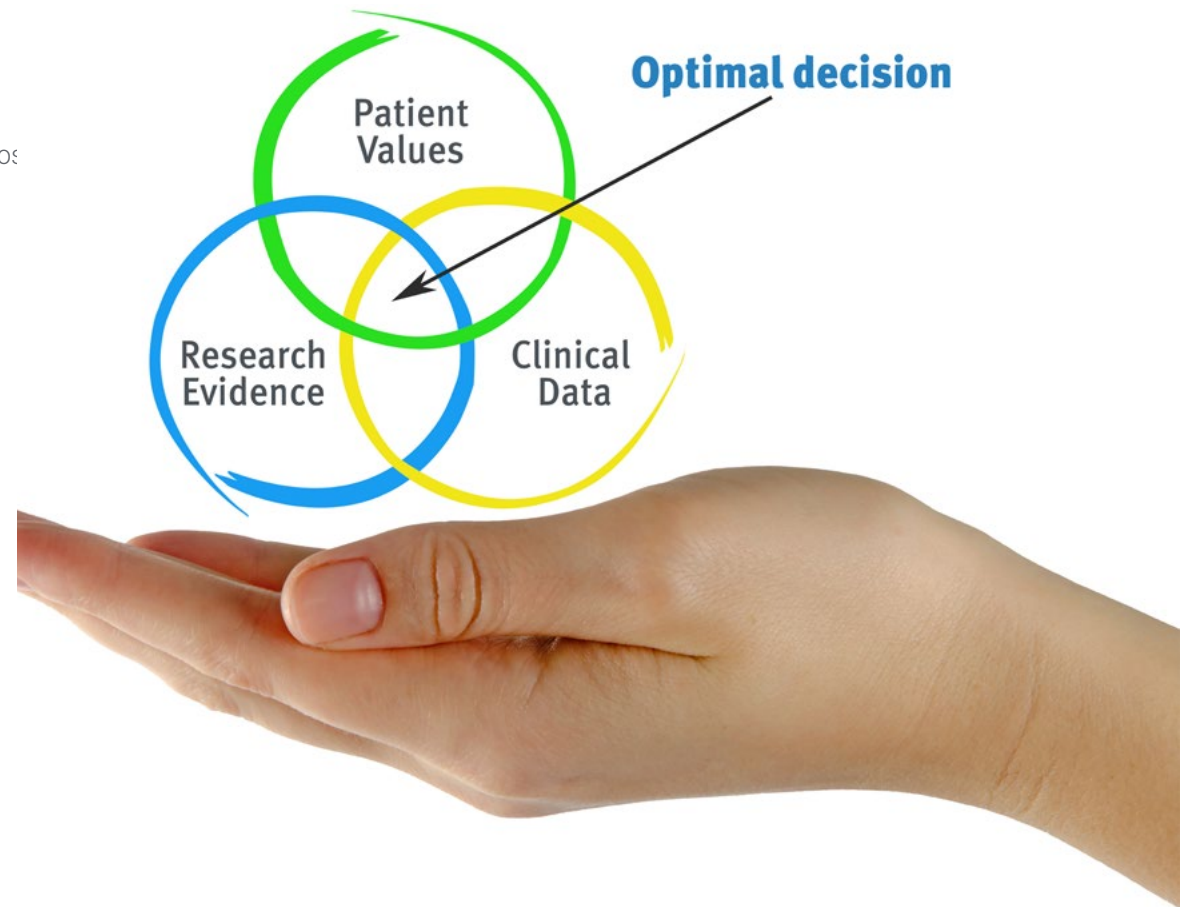 Optimal decision
Patient
Values
Research
Evidence
Clinical
Data